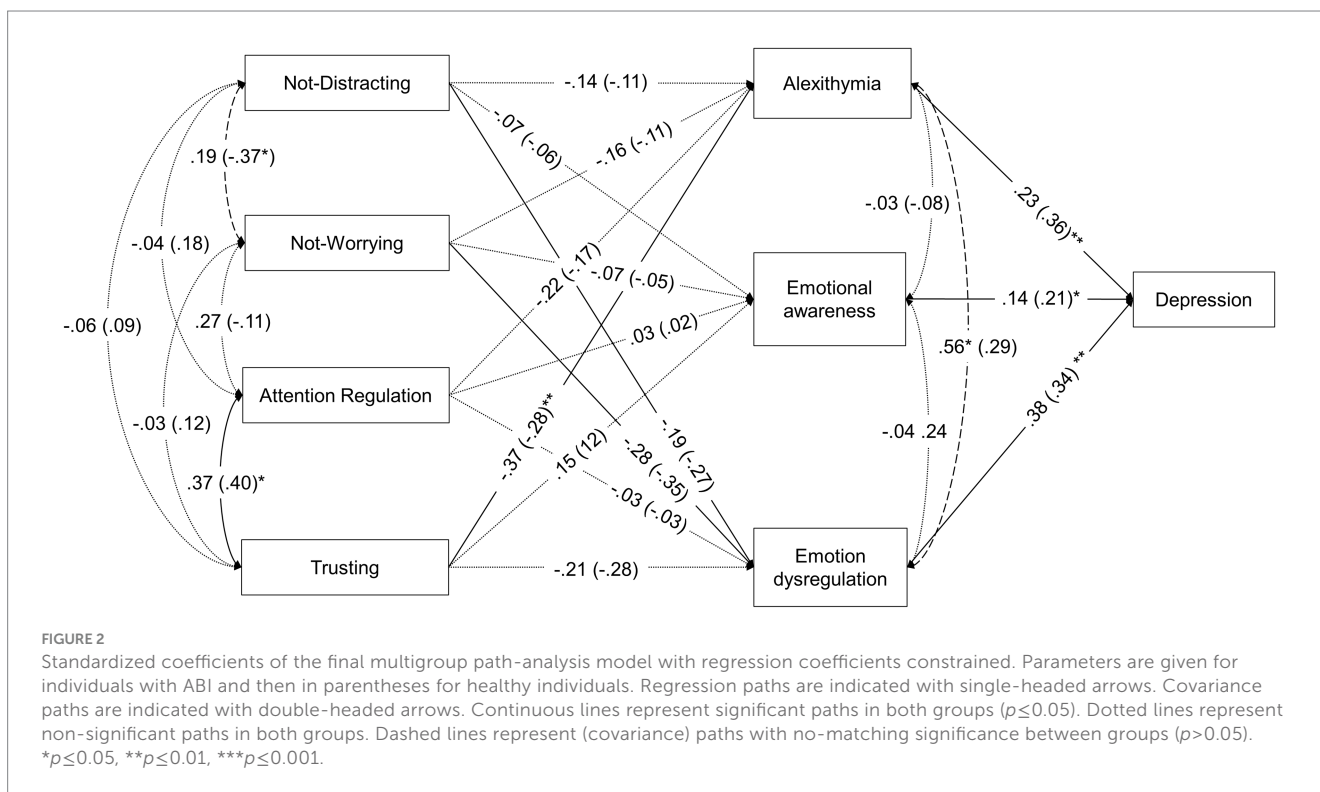 Not-Distracting
-.14 (-.11)
Alexithymia
-.07 (-.06)
-.16 (-.11)
.19 (-.37*)
-.03 (-.08)
.23 (.36)**
-.04 (.18)
Not-Worrying
-.22 (-.17)
-.07 (-.05)
Emotional
awareness
.14 (.21)*
Depression
-.06 (.09)
.27 (-.11)
.03 (.02)
.56* (.29)
Attention Regulation
.38 (.34) **
-.03 (.12)
-.37 (-.28)**
.15 (12)
-.28 (-.35)
-.19 (-.27)
-.04 .24
.37 (.40)*
-.03 (-.03)
Trusting
-.21 (-.28)
Emotion
dysregulation
FIGURE 2
Standardized coefficients of the final multigroup path-analysis model with regression coefficients constrained. Parameters are given for
individuals with ABI and then in parentheses for healthy individuals. Regression paths are indicated with single-headed arrows. Covariance
paths are indicated with double-headed arrows. Continuous lines represent significant paths in both groups (p≤0.05). Dotted lines represent
non-significant paths in both groups. Dashed lines represent (covariance) paths with no-matching significance between groups (p>0.05).
*p≤0.05, **p≤0.01, ***p≤0.001.